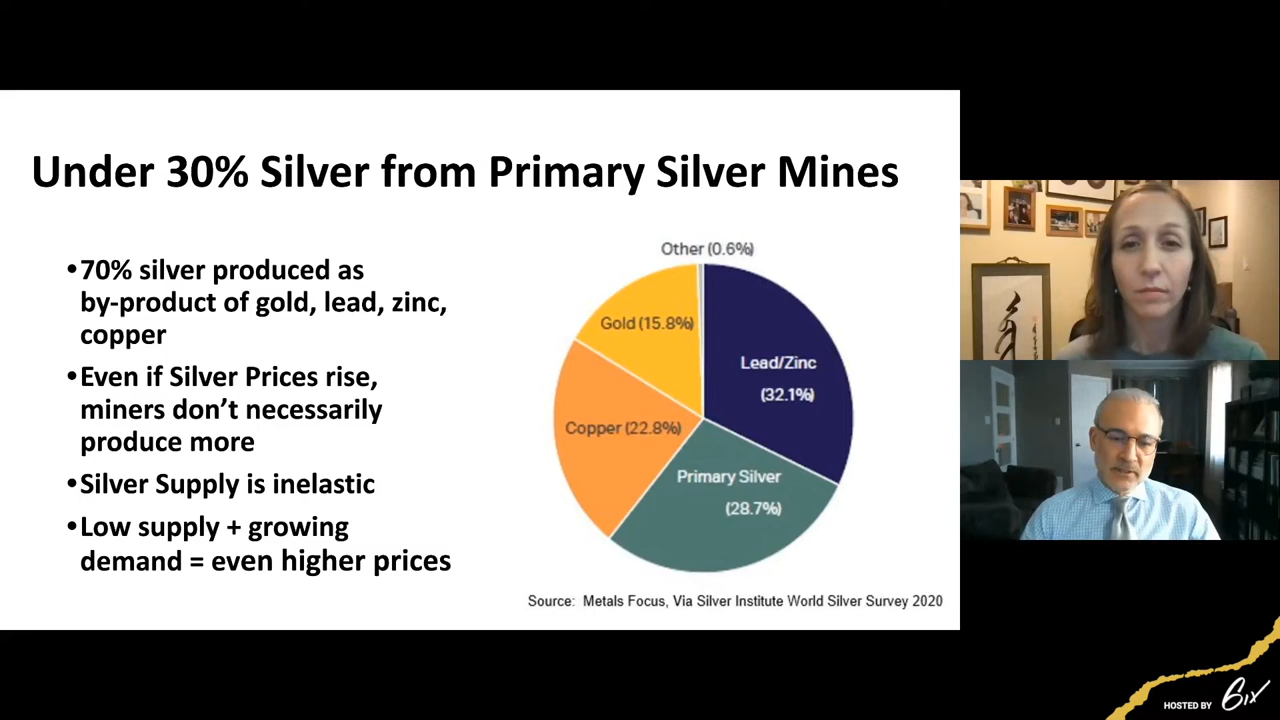 Under 30% Silver from Primary Silver Mines
•70% silver produced as
by-product of gold, lead, zinc,
copper
•Even if Silver Prices rise,
miners don’t necessarily
produce more
•Silver Supply is inelastic
•Low supply + growing
demand = even higher prices
Other (0.6%)
Gold (15.8%)
Lead/Zinc
(32.1%)
Copper (22.8%)
Primary Silver
(28.7%)
Source: Metals Focus, Via Silver Institute World Silver Survey 2020
HOSTED BY 6ix